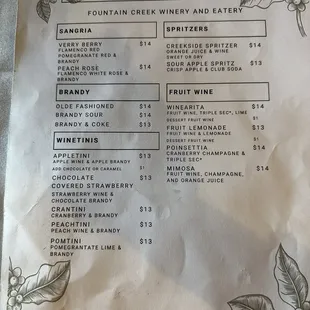 FOUNTAIN CREEK WINERY AND EATERY
SANGRIA
VERRY BERRY $14
FLAMENCO RED
POMEGRANATE RED &
BRANDY
PEACH ROSE $14
FLAMENCO WHITE ROSE &
BRANDY
BRANDY
OLDE FASHIONED $14
BRANDY SOUR $14
BRANDY & COKE $13
WINETINIS
APPLETINI $13
APPLE WINE & APPLE BRANDY
ADD CHOCOLATE OR CARAMEL $1
CHOCOLATE $13
COVERED STRAWBERRY
STRAWBERRY WINE &
CHOCOLATE BRANDY
CRANTINI $13
CRANBERRY & BRANDY
PEACHTINI $13
PEACH WINE & BRANDY
POMTINI $13
POMEGRANTATE LIME &
BRANDY
SPRITZERS
CREEKSIDE SPRITZER $14
ORANGE JUICE & WINE
SWEET OR DRY
SOUR APPLE SPRITZ $13
CRISP APPLE & CLUB SODA
FRUIT WINE
WINEARITA $14
FRUIT WINE, TRIPLE SEC*, LIME
DESSERT FRUIT WINE $1
FRUIT LEMONADE $13
FRUIT WINE & LEMONADE
DESSERT FRUIT WINE $1
POINSETTIA $14
CRANBERRY CHAMPAGNE &
TRIPLE SEC*
MIMOSA $14
FRUIT WINE, CHAMPAGNE,
AND ORANGE JUICE